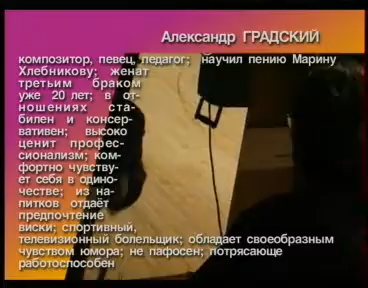 Александр ГРАДСКИЙ
композитор, певец, педагог; научил пению Марину
Хлебникову; женат
третьим браком
уже 20 лет; в от-
ношениях ста-
билен и консер-
вативен; высоко
ценит профес-
сионализм; ком-
фортно чувству-
ет себя в одино-
честве; из на-
питков отдаёт
предпочтение
виски; спортивный,
телевизионный болельщик; обладает своеобразным
чувством юмора; не пафосен; потрясающе
работоспособен